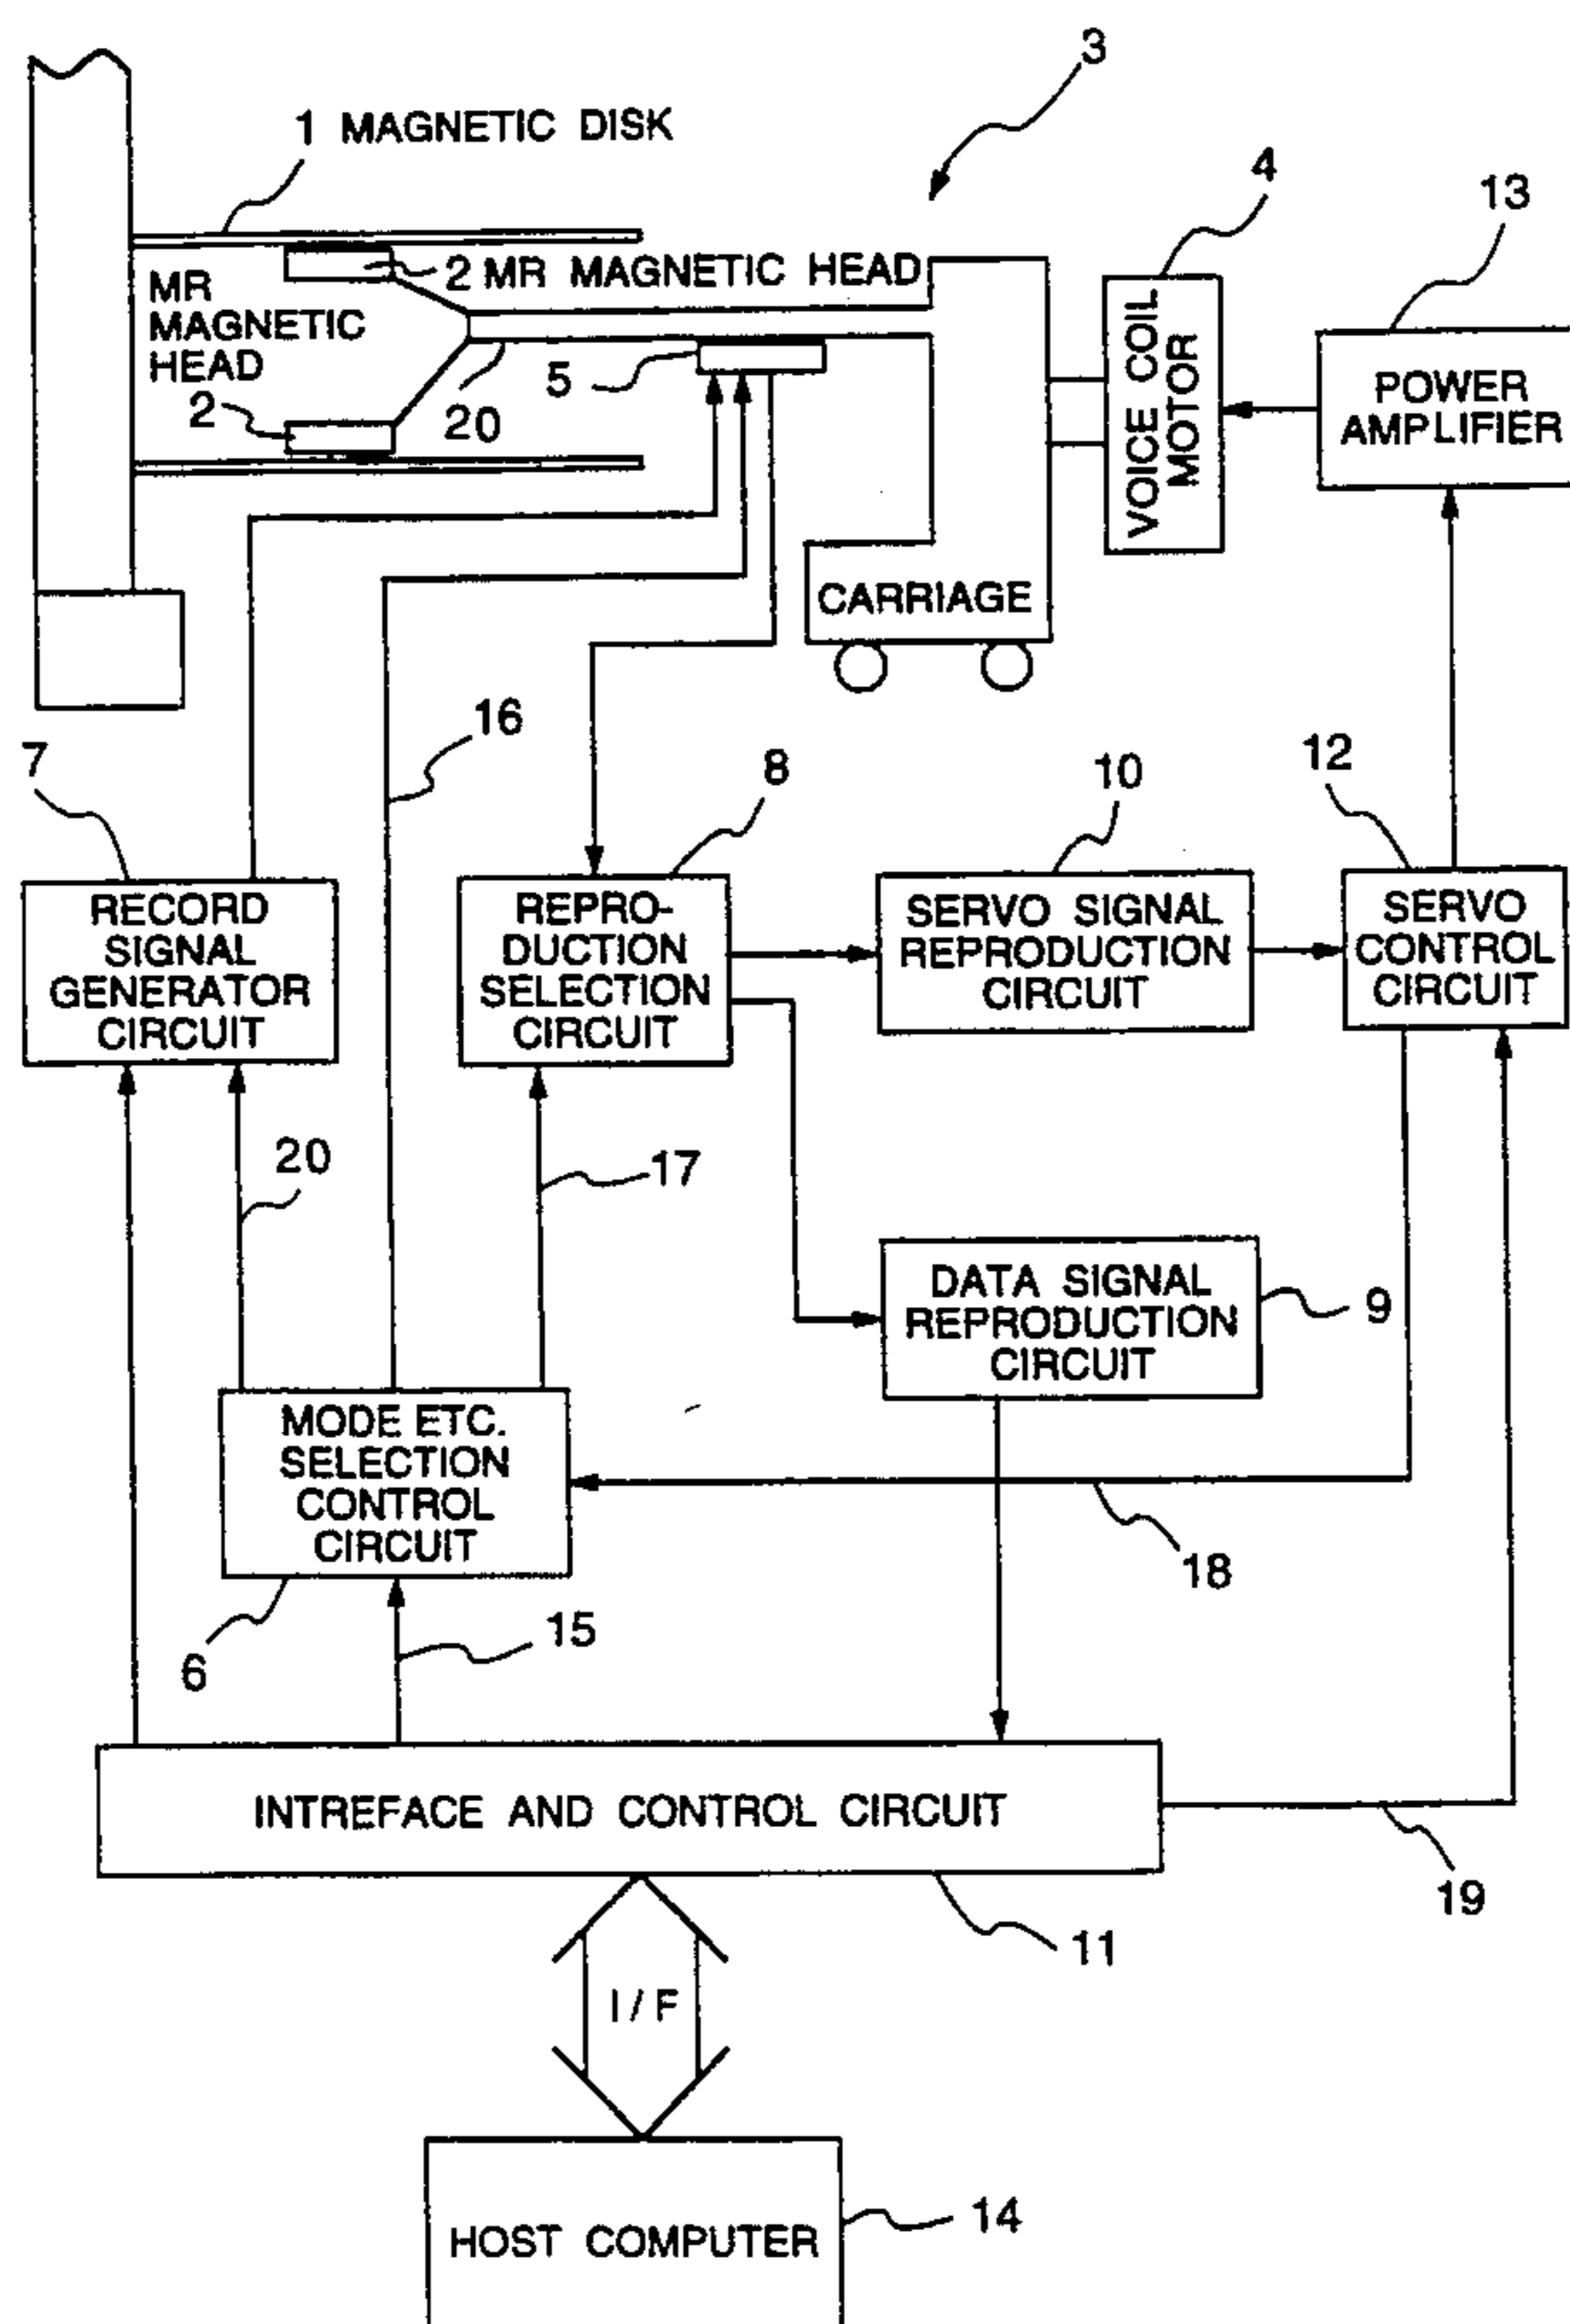 3
1 MAGNETIC DISK
4
13
2 MR MAGNETIC HEAD
MR
MAGNETIC
HEAD
2
20
5
VOICE COIL
MOTOR
POWER
AMPLIFIER
CARRIAGE
16
7
8
10
12
RECORD
SIGNAL
GENERATOR
CIRCUIT
REPRO-
DUCTION
SELECTION
CIRCUIT
SERVO SIGNAL
REPRODUCTION
CIRCUIT
SERVO
CONTROL
CIRCUIT
20
17
DATA SIGNAL
REPRODUCTION
CIRCUIT
9
MODE ETC.
SELECTION
CONTROL
CIRCUIT
18
6
15
INTREFACE AND CONTROL CIRCUIT
19
11
I/F
HOST COMPUTER
14